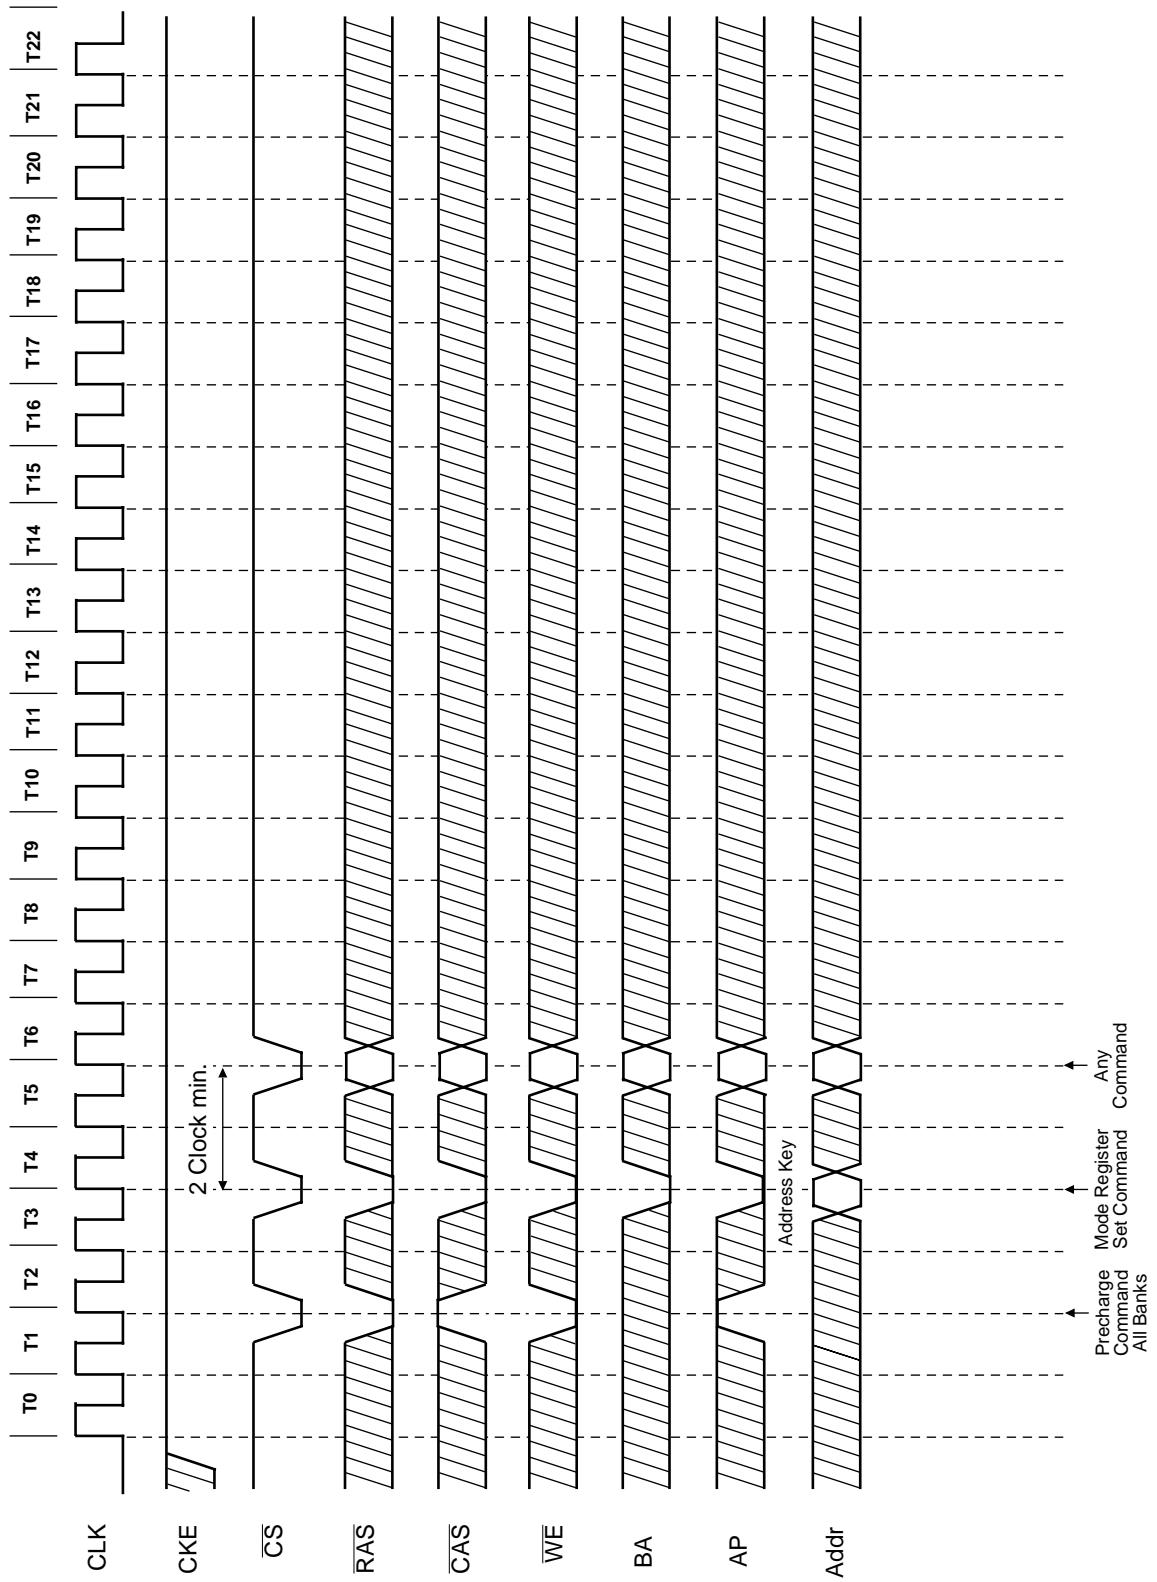 T0 T1 T2 T3 T4 T5 T6 T7 T8 T9 T10 T11 T12 T13 T14 T15 T16 T17 T18 T19 T20 T21 T22
CLK
CKE
2 Clock min.
CS
RAS
CAS
WE
BA
AP
Address Key
Addr
Precharge
Command
All Banks
Mode Register
Set Command
Any
Command